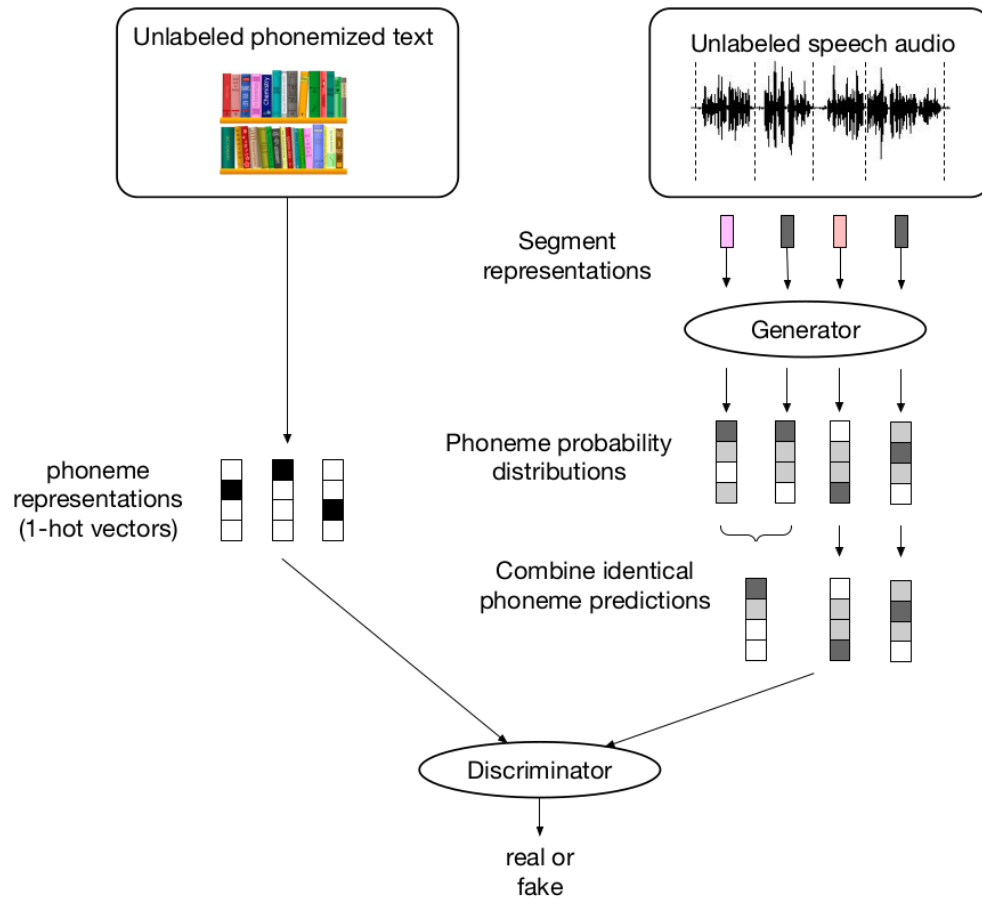 Unlabeled phonemized text
Chemistry
Unlabeled speech audio
Segment
representations
Generator
Phoneme probability
distributions
phoneme
representations
(1-hot vectors)
Combine identical
phoneme predictions
Discriminator
real or
fake